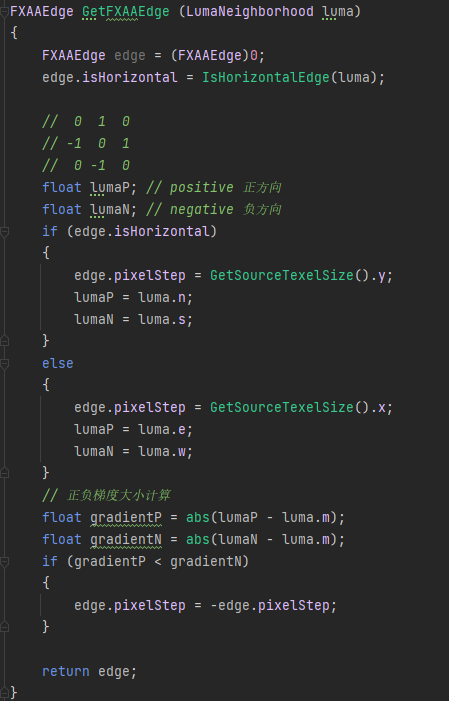 FXAAEdge GetFXAAEdge (LumaNeighborhood luma)
{
    FXAAEdge edge = (FXAAEdge)0;
    edge.isHorizontal = IsHorizontalEdge(luma);

    //  0  1  0
    // -1  0  1
    //  0 -1  0
    float lumaP; // positive 正方向
    float lumaN; // negative 负方向
    if (edge.isHorizontal)
    {
        edge.pixelStep = GetSourceTexelSize().y;
        lumaP = luma.n;
        lumaN = luma.s;
    }
    else
    {
        edge.pixelStep = GetSourceTexelSize().x;
        lumaP = luma.e;
        lumaN = luma.w;
    }
    // 正负梯度大小计算
    float gradientP = abs(lumaP - luma.m);
    float gradientN = abs(lumaN - luma.m);
    if (gradientP < gradientN)
    {
        edge.pixelStep = -edge.pixelStep;
    }

    return edge;
}